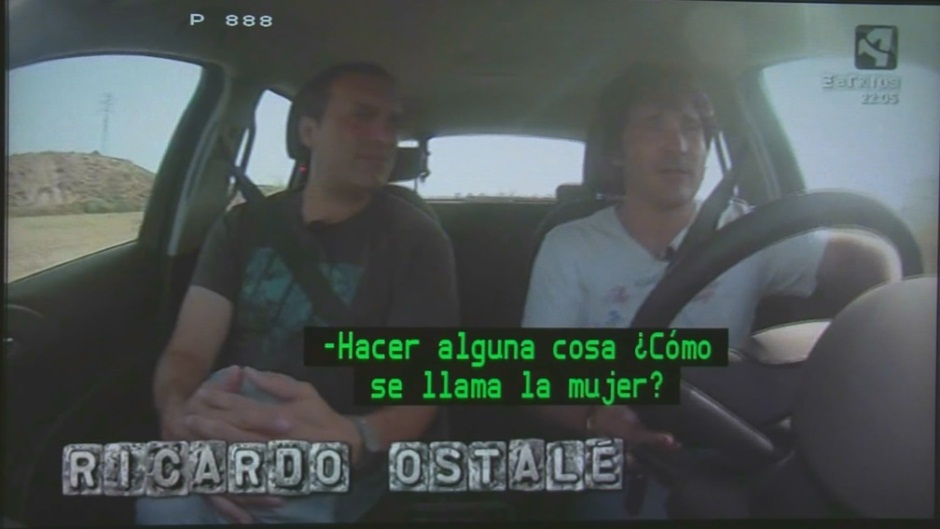 P 888
22:05
-Hacer alguna cosa ¿Cómo
se llama la mujer?
RICARDO OSTALÉ